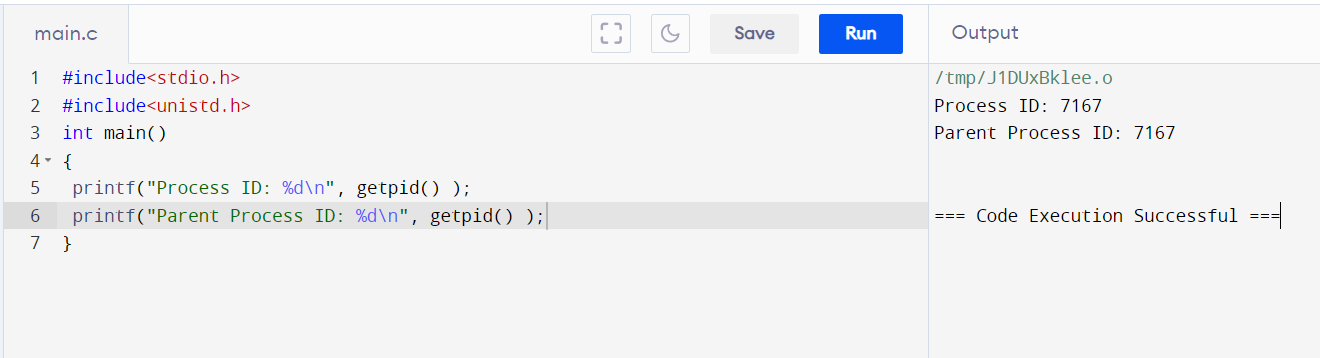 main.c
Save
Run
Output
1 #include<stdio.h>
2 #include<unistd.h>
3 int main()
4 {
5 printf("Process ID: %d\n", getpid() );
6 printf("Parent Process ID: %d\n", getpid() );
7 }
/tmp/J1DUxBklee.o
Process ID: 7167
Parent Process ID: 7167
=== Code Execution Successful ===